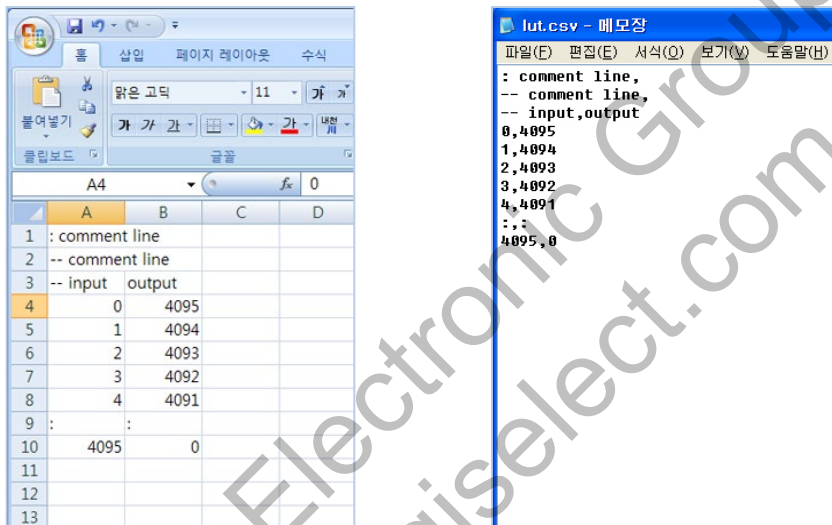 홈 삽입 페이지 레이아웃 수식
붙여넣기
맑은 고딕 11 가 가
가 가 가 가 내천
클립보드 글꼴
A4 fx 0
A B C D
1 : comment line
2 -- comment line
3 -- input output
4 0 4095
5 1 4094
6 2 4093
7 3 4092
8 4 4091
9 : :
10 4095 0
11
12
13
lut.csv - 메모장
파일(F) 편집(E) 서식(O) 보기(V) 도움말(H)
: comment line,
-- comment line,
-- input,output
0,4095
1,4094
2,4093
3,4092
4,4091
:,:
4095,0
Electronic Group